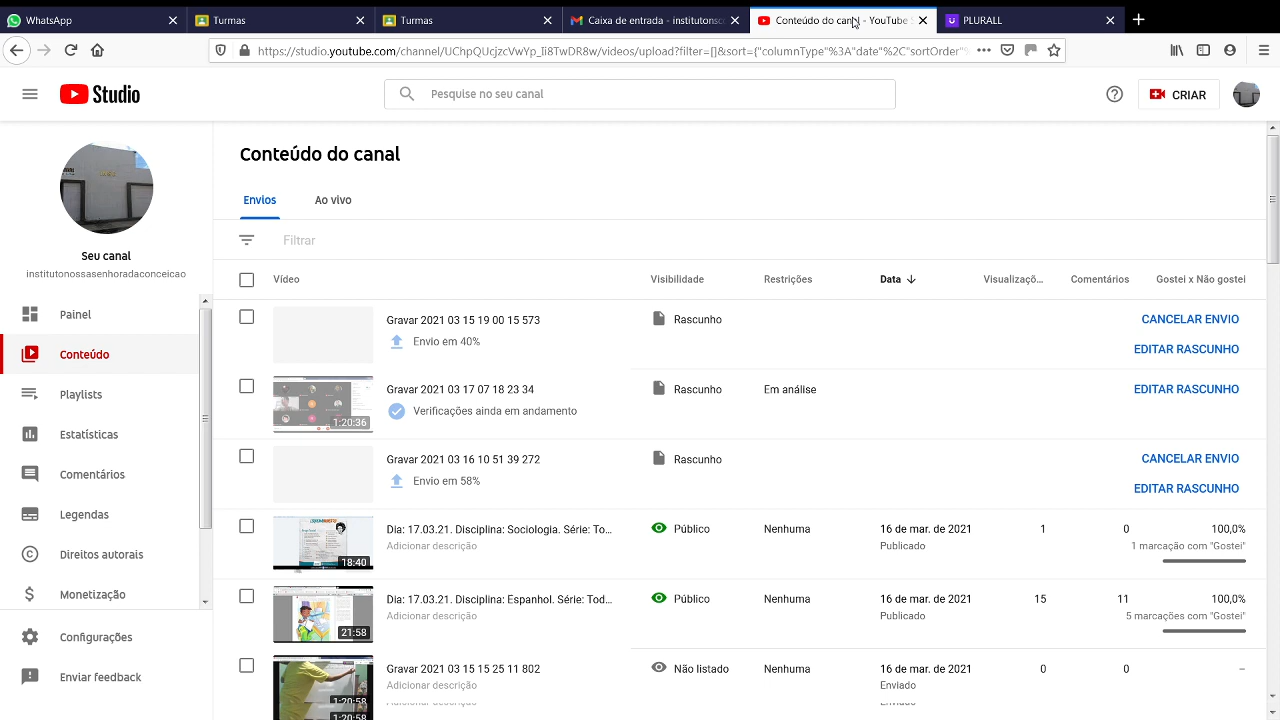 WhatsApp
Turmas
Turmas
Caixa de entrada - institutonosc
Conteúdo do canal - YouTube S
PLURALL
https://studio.youtube.com/channel/UChpQUcjzcVwYp_Ii8TwDR8w/videos/upload?filter=[]&sort={"columnType"%3A"date"%2C"sortOrder"%
Studio
Pesquise no seu canal
CRIAR
Conteúdo do canal
Envios
Ao vivo
Seu canal
institutonossasenhoradaconceicao
Filtrar
Vídeo
Visibilidade
Restrições
Data
Visualizaçõ...
Comentários
Gostei x Não gostei
Painel
Conteúdo
Playlists
Estatísticas
Comentários
Legendas
Direitos autorais
Monetização
Configurações
Enviar feedback
Gravar 2021 03 15 19 00 15 573
Envio em 40%
Rascunho
CANCELAR ENVIO
EDITAR RASCUNHO
1:20:36
Gravar 2021 03 17 07 18 23 34
Verificações ainda em andamento
Rascunho
Em análise
EDITAR RASCUNHO
Gravar 2021 03 16 10 51 39 272
Envio em 58%
Rascunho
CANCELAR ENVIO
EDITAR RASCUNHO
18:40
Dia: 17.03.21. Disciplina: Sociologia. Série: To...
Adicionar descrição
Público
Nenhuma
16 de mar. de 2021
Publicado
1
0
100,0%
1 marcação com "Gostei"
21:58
Dia: 17.03.21. Disciplina: Espanhol. Série: Tod...
Adicionar descrição
Público
Nenhuma
16 de mar. de 2021
Publicado
15
11
100,0%
5 marcações com "Gostei"
1:20:58
1:20:58
Gravar 2021 03 15 15 25 11 802
Adicionar descrição
Não listado
Nenhuma
16 de mar. de 2021
Enviado
0
0
–